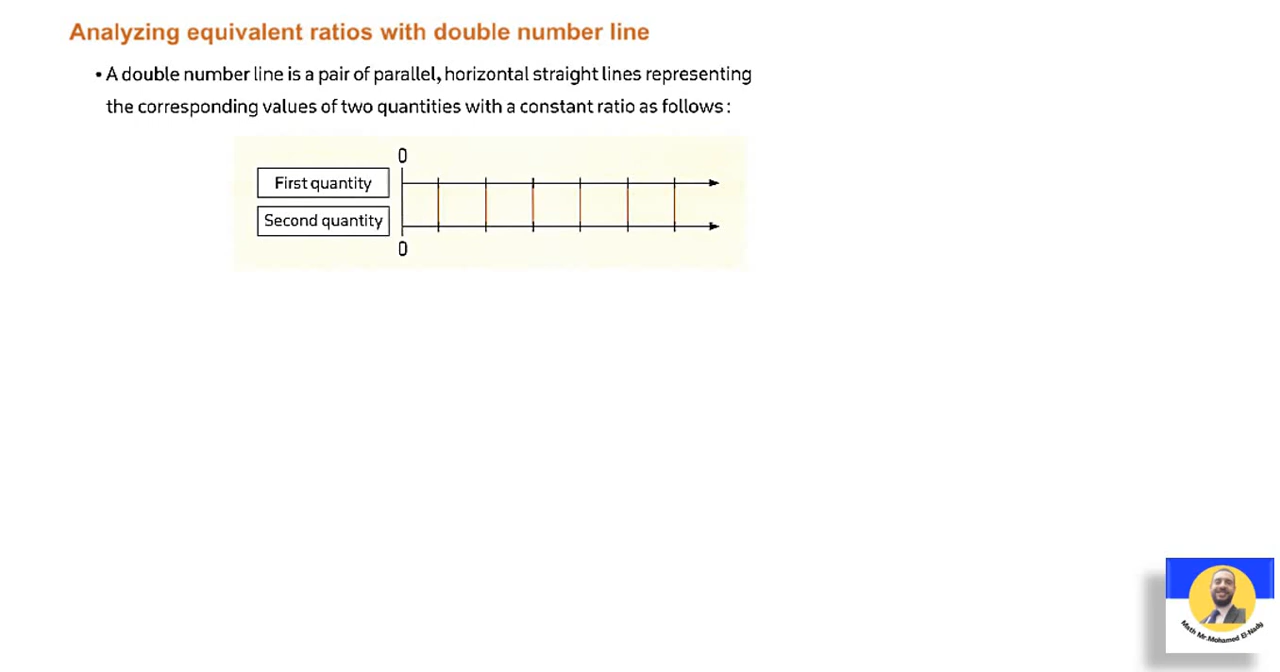 Analyzing equivalent ratios with double number line
• A double number line is a pair of parallel, horizontal straight lines representing
the corresponding values of two quantities with a constant ratio as follows :
0
First quantity
Second quantity
0
Math Mr.Mohamed El-Nady